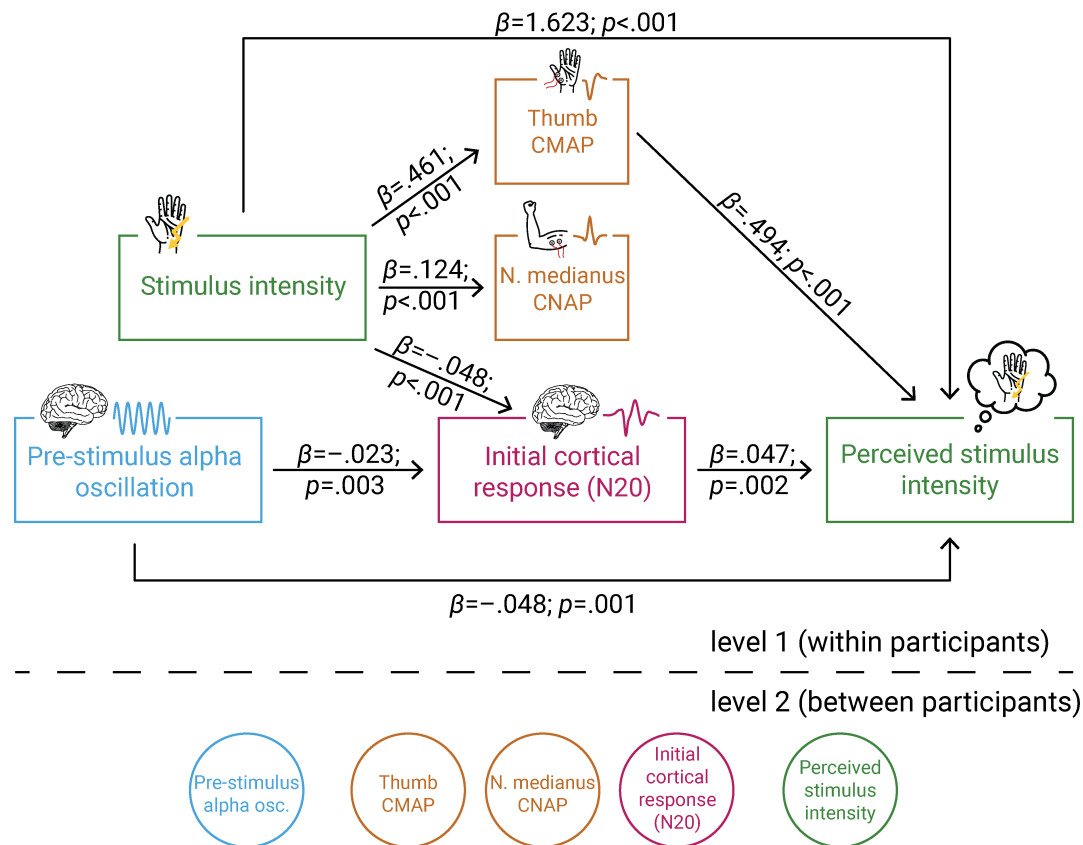 β=1.623; p<.001
Thumb
CMAP
β=.461;
p<.001
β=.494; p<.001
Stimulus intensity
β=.124;
p<.001
N. medianus
CNAP
β=−.048;
p<.001
Pre-stimulus alpha
oscillation
β=−.023;
p=.003
Initial cortical
response (N20)
β=.047;
p=.002
Perceived stimulus
intensity
β=−.048; p=.001
level 1 (within participants)
level 2 (between participants)
Pre-stimulus
alpha osc.
Thumb
CMAP
N. medianus
CNAP
Initial
cortical
response
(N20)
Perceived
stimulus
intensity